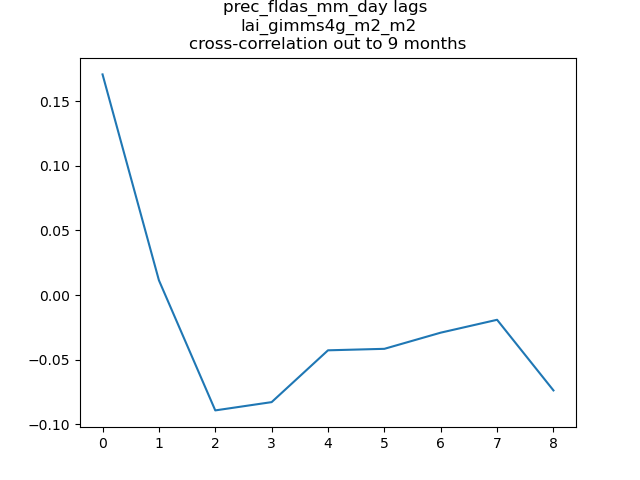 prec_fldas_mm_day lags
lai_gimms4g_m2_m2
cross-correlation out to 9 months
0.15
0.10
0.05
0.00
−0.05
−0.10
0 1 2 3 4 5 6 7 8